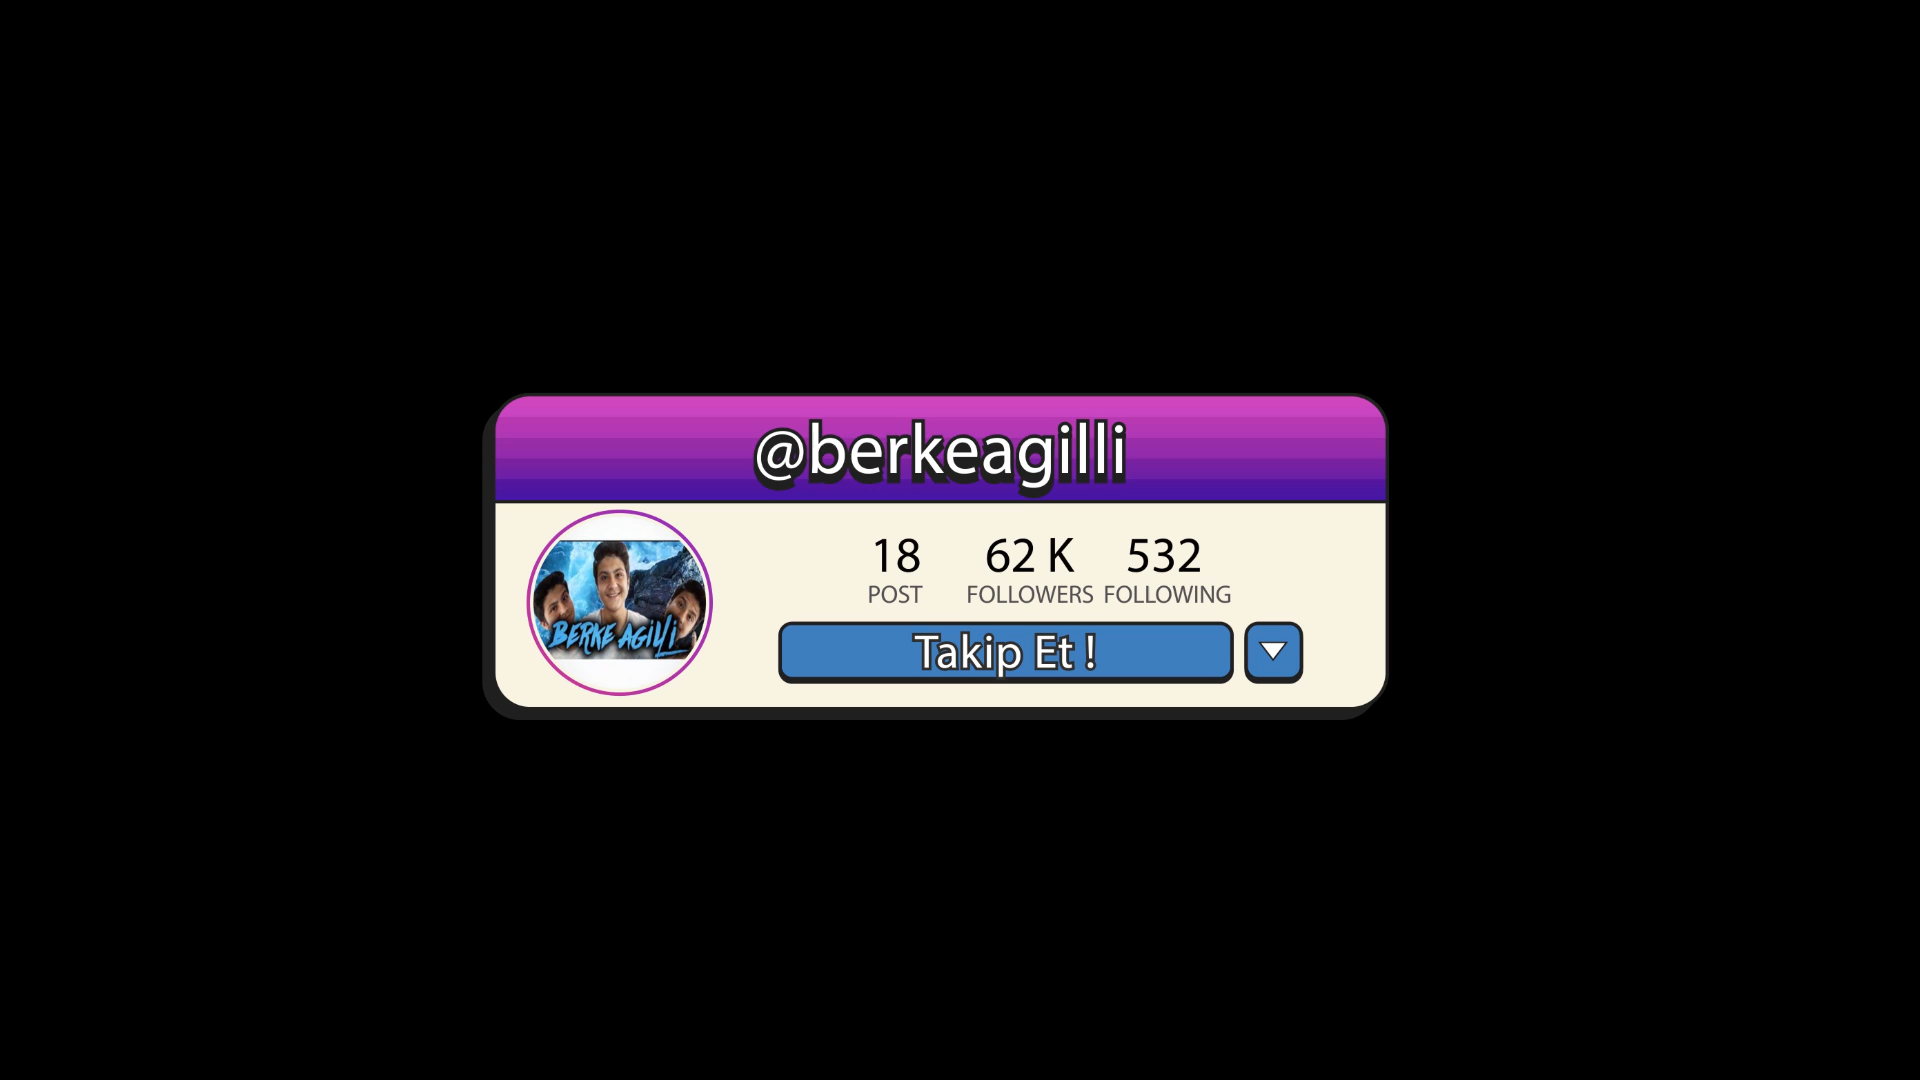 @berkeagilli
18 62 K 532
POST FOLLOWERS FOLLOWING
BERKE AGiLLi
Takip Et !